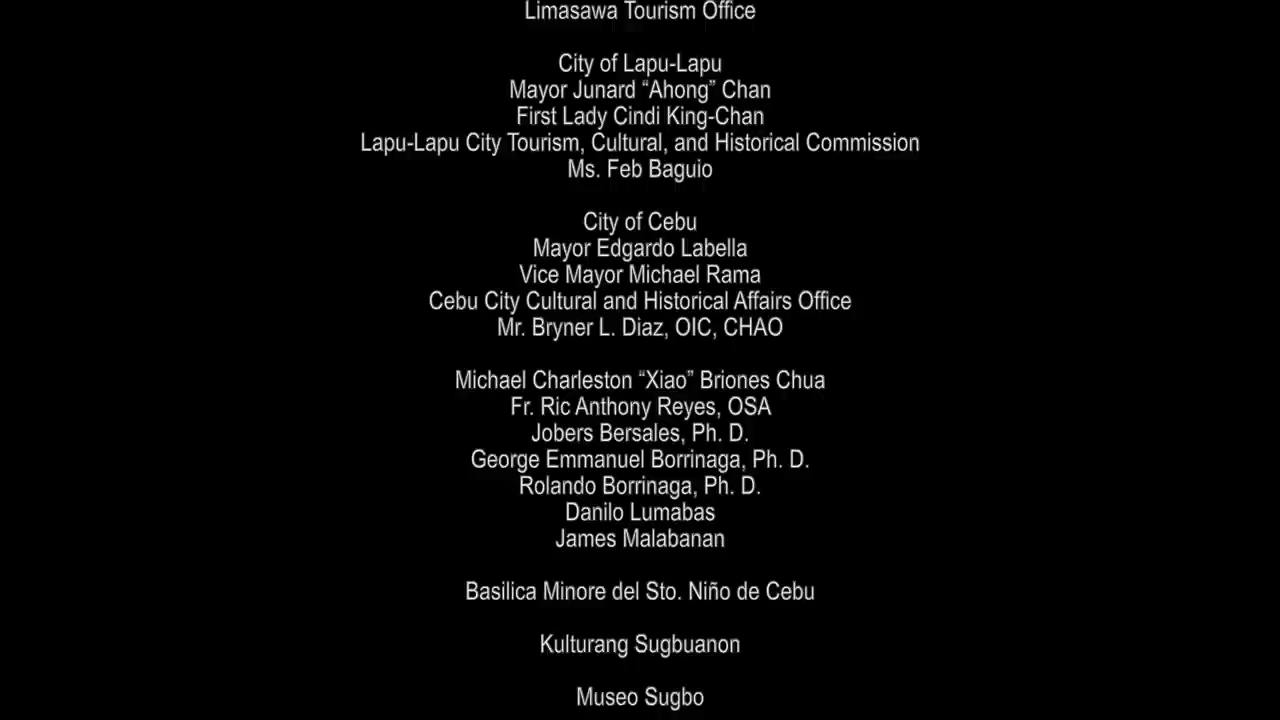 Limasawa Tourism Office
City of Lapu-Lapu
Mayor Junard “Ahong” Chan
First Lady Cindi King-Chan
Lapu-Lapu City Tourism, Cultural, and Historical Commission
Ms. Feb Baguio
City of Cebu
Mayor Edgardo Labella
Vice Mayor Michael Rama
Cebu City Cultural and Historical Affairs Office
Mr. Bryner L. Diaz, OIC, CHAO
Michael Charleston “Xiao” Briones Chua
Fr. Ric Anthony Reyes, OSA
Jobers Bersales, Ph. D.
George Emmanuel Borrinaga, Ph. D.
Rolando Borrinaga, Ph. D.
Danilo Lumabas
James Malabanan
Basilica Minore del Sto. Niño de Cebu
Kulturang Sugbuanon
Museo Sugbo